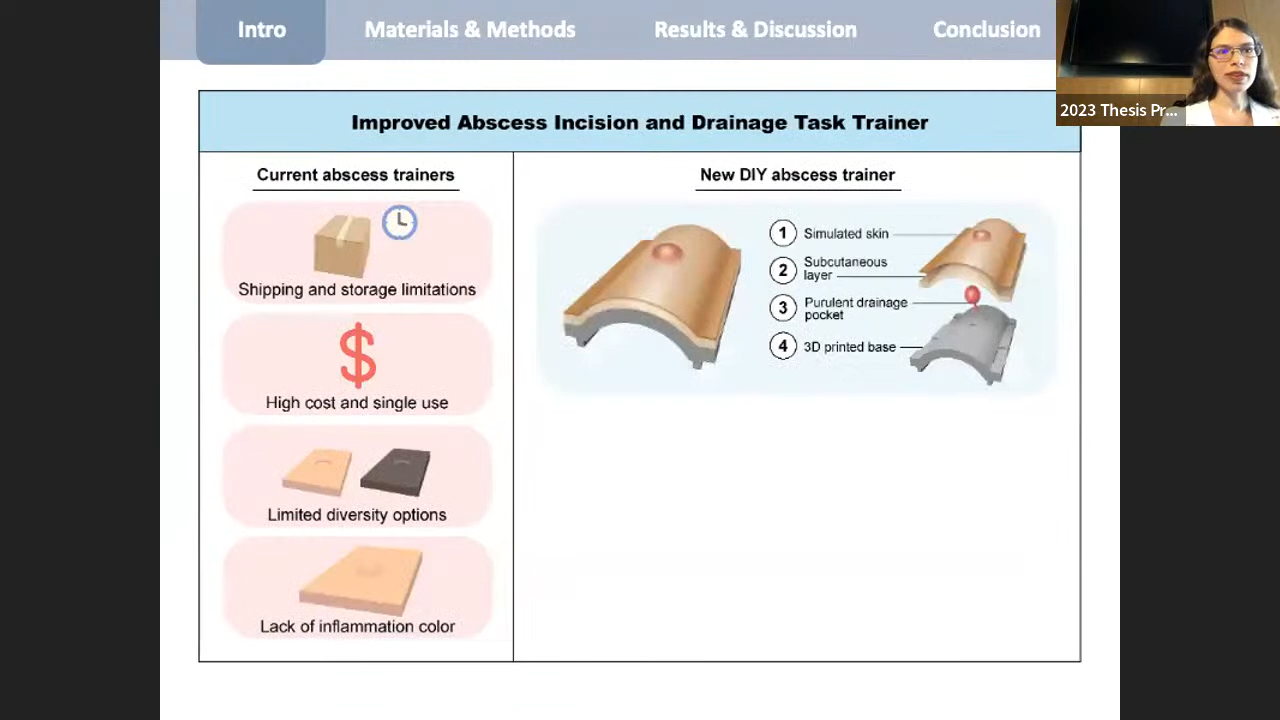 Intro
Materials & Methods
Results & Discussion
Conclusion
2023 Thesis Pr...
Improved Abscess Incision and Drainage Task Trainer
Current abscess trainers
Shipping and storage limitations
$
High cost and single use
Limited diversity options
Lack of inflammation color
New DIY abscess trainer
1 Simulated skin
2 Subcutaneous
layer
3 Purulent drainage
pocket
4 3D printed base